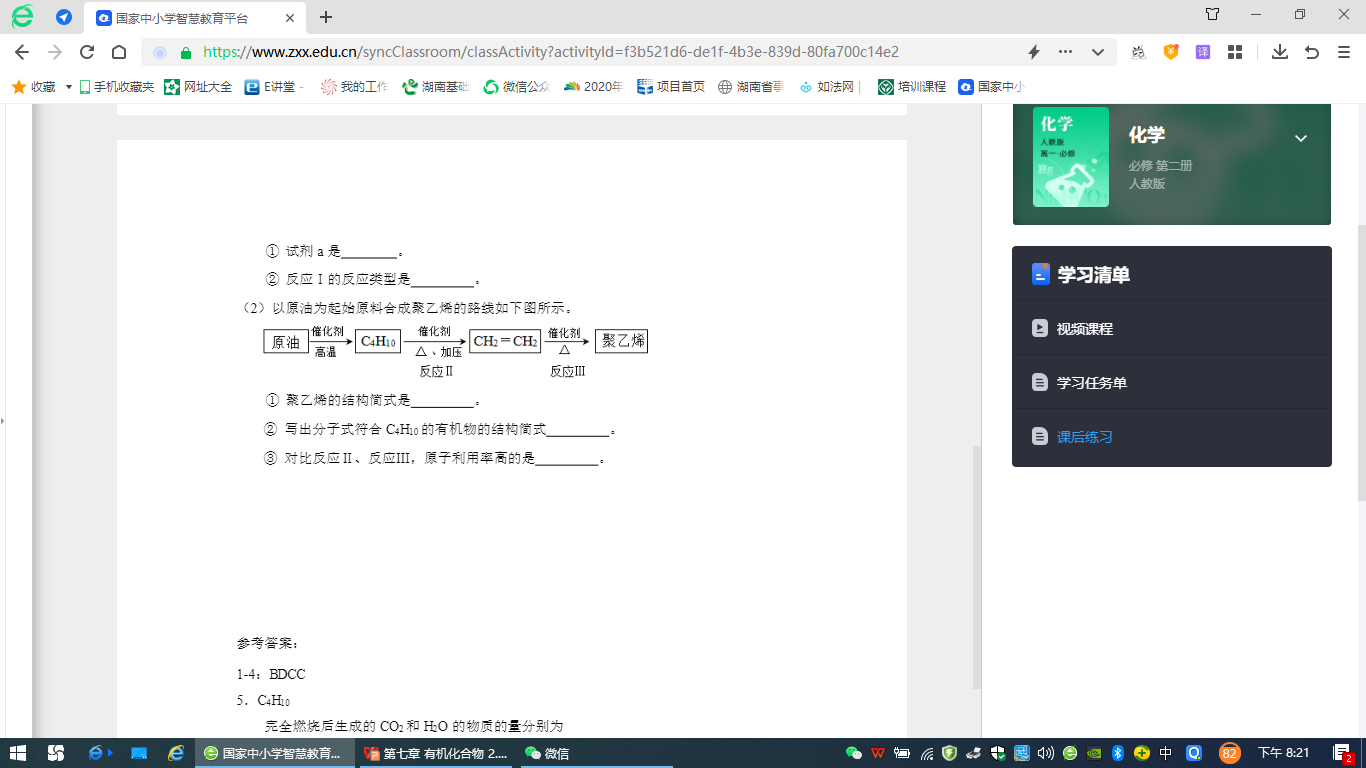 国家中小学智慧教育平台
https://www.zxx.edu.cn/syncClassroom/classActivity?activityId=f3b521d6-de1f-4b3e-839d-80fa700c14e2
译
收藏 手机收藏夹 网址大全 E讲堂 - 我的工作 湖南基础 微信公众 2020年 项目首页 湖南省事 如法网 | 培训课程 国家中小
化学
人教版
高一·必修
Hg
化学
必修 第二册
人教版
学习清单
视频课程
学习任务单
课后练习
① 试剂 a 是________。
② 反应Ⅰ的反应类型是_________。
（2）以原油为起始原料合成聚乙烯的路线如下图所示。
原油 催化剂 高温 C₄H₁₀ 催化剂 △、加压 反应Ⅱ CH₂＝CH₂ 催化剂 △ 反应Ⅲ 聚乙烯
① 聚乙烯的结构简式是_________。
② 写出分子式符合 C₄H₁₀ 的有机物的结构简式_________。
③ 对比反应Ⅱ、反应Ⅲ，原子利用率高的是_________。
参考答案：
1-4：BDCC
5．C₄H₁₀
完全燃烧后生成的 CO₂ 和 H₂O 的物质的量分别为
国家中小学智慧教育... 第七章 有机化合物 2.... 微信
中
82
下午 8:21
2